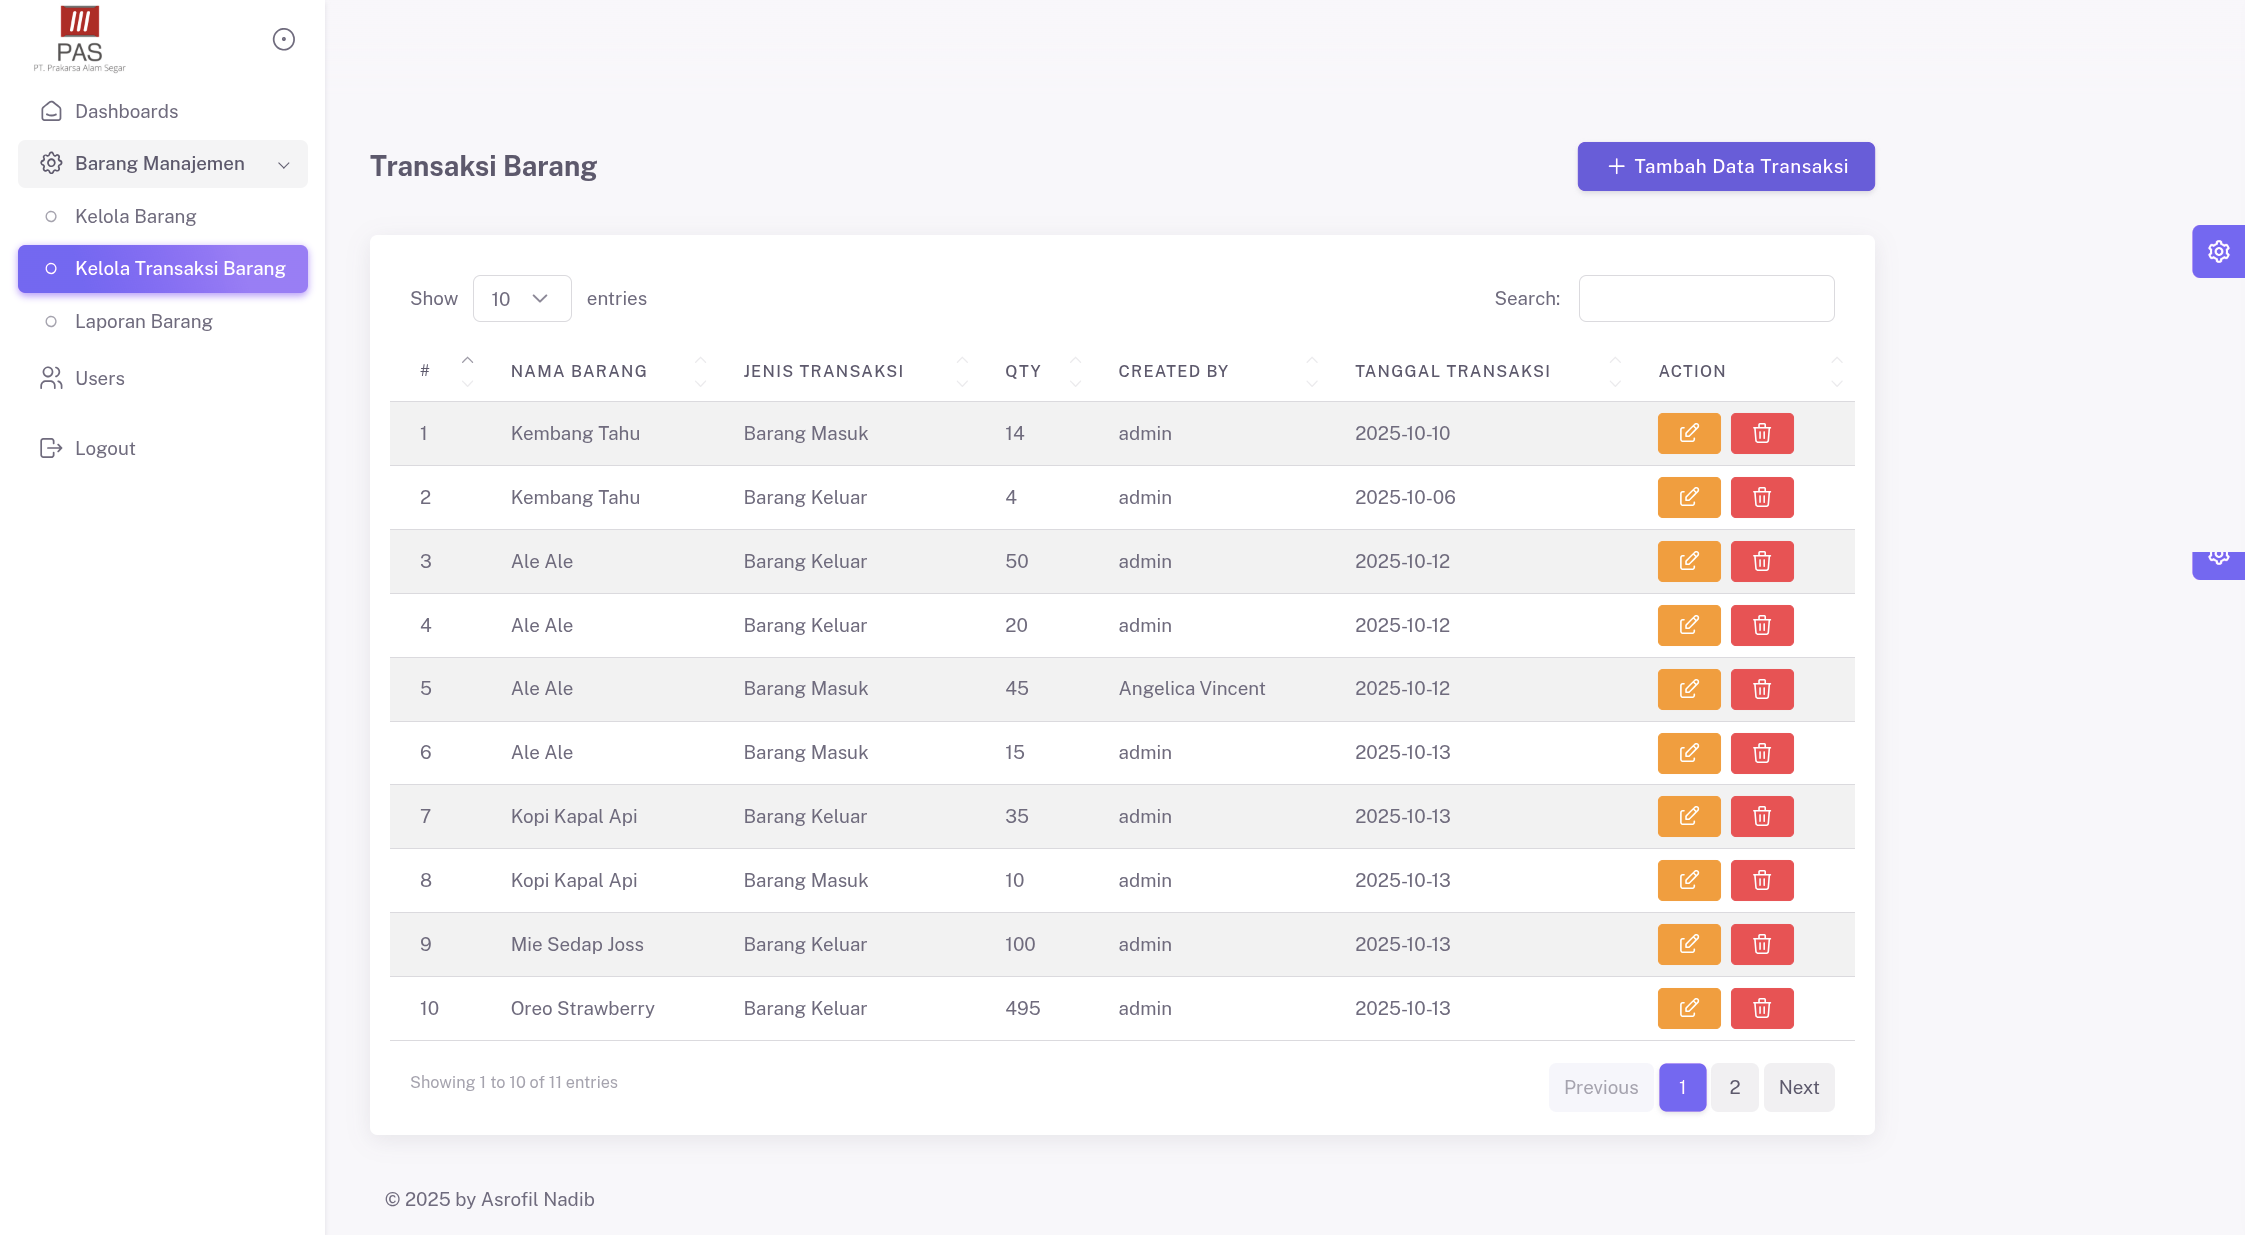 PAS
PT. Prakarsa Alam Segar
Dashboards
Barang Manajemen
Kelola Barang
Kelola Transaksi Barang
Laporan Barang
Users
Logout
Transaksi Barang
Tambah Data Transaksi
Show 10 entries
Search:
# NAMA BARANG JENIS TRANSAKSI QTY CREATED BY TANGGAL TRANSAKSI ACTION
1 Kembang Tahu Barang Masuk 14 admin 2025-10-10
2 Kembang Tahu Barang Keluar 4 admin 2025-10-06
3 Ale Ale Barang Keluar 50 admin 2025-10-12
4 Ale Ale Barang Keluar 20 admin 2025-10-12
5 Ale Ale Barang Masuk 45 Angelica Vincent 2025-10-12
6 Ale Ale Barang Masuk 15 admin 2025-10-13
7 Kopi Kapal Api Barang Keluar 35 admin 2025-10-13
8 Kopi Kapal Api Barang Masuk 10 admin 2025-10-13
9 Mie Sedap Joss Barang Keluar 100 admin 2025-10-13
10 Oreo Strawberry Barang Keluar 495 admin 2025-10-13
Showing 1 to 10 of 11 entries
Previous 1 2 Next
© 2025 by Asrofil Nadib